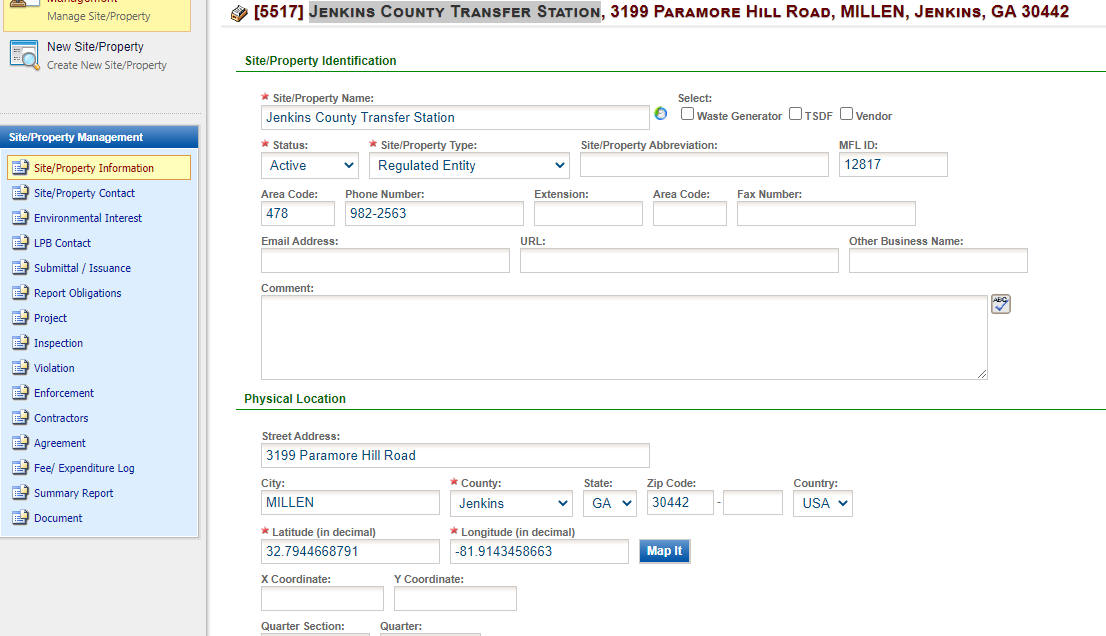 Management
Manage Site/Property
New Site/Property
Create New Site/Property
Site/Property Management
Site/Property Information
Site/Property Contact
Environmental Interest
LPB Contact
Submittal / Issuance
Report Obligations
Project
Inspection
Violation
Enforcement
Contractors
Agreement
Fee/ Expenditure Log
Summary Report
Document
[5517] Jenkins County Transfer Station, 3199 Paramore Hill Road, MILLEN, Jenkins, GA 30442
Site/Property Identification
* Site/Property Name: Select:
Jenkins County Transfer Station Waste Generator TSDF Vendor
* Status: * Site/Property Type: Site/Property Abbreviation: MFL ID:
Active Regulated Entity 12817
Area Code: Phone Number: Extension: Area Code: Fax Number:
478 982-2563
Email Address: URL: Other Business Name:
Comment:
ABC
Physical Location
Street Address:
3199 Paramore Hill Road
City: * County: State: Zip Code: Country:
MILLEN Jenkins GA 30442 - USA
* Latitude (in decimal) * Longitude (in decimal)
32.7944668791 -81.9143458663 Map It
X Coordinate: Y Coordinate:
Quarter Section: Quarter: